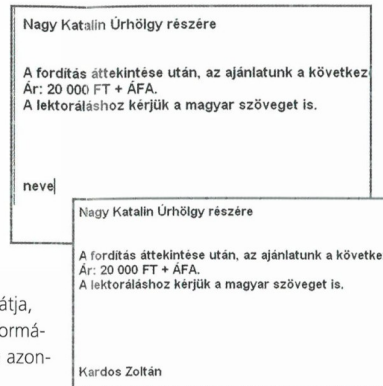 Nagy Katalin Úrhölgy részére
A fordítás áttekintése után, az ajánlatunk a következ
Ár: 20 000 FT + ÁFA.
A lektoráláshoz kérjük a magyar szöveget is.
neve
Nagy Katalin Úrhölgy részére
A fordítás áttekintése után, az ajánlatunk a követke
Ár: 20 000 FT + ÁFA.
A lektoráláshoz kérjük a magyar szöveget is.
Kardos Zoltán
átja,
ormá-
azon-